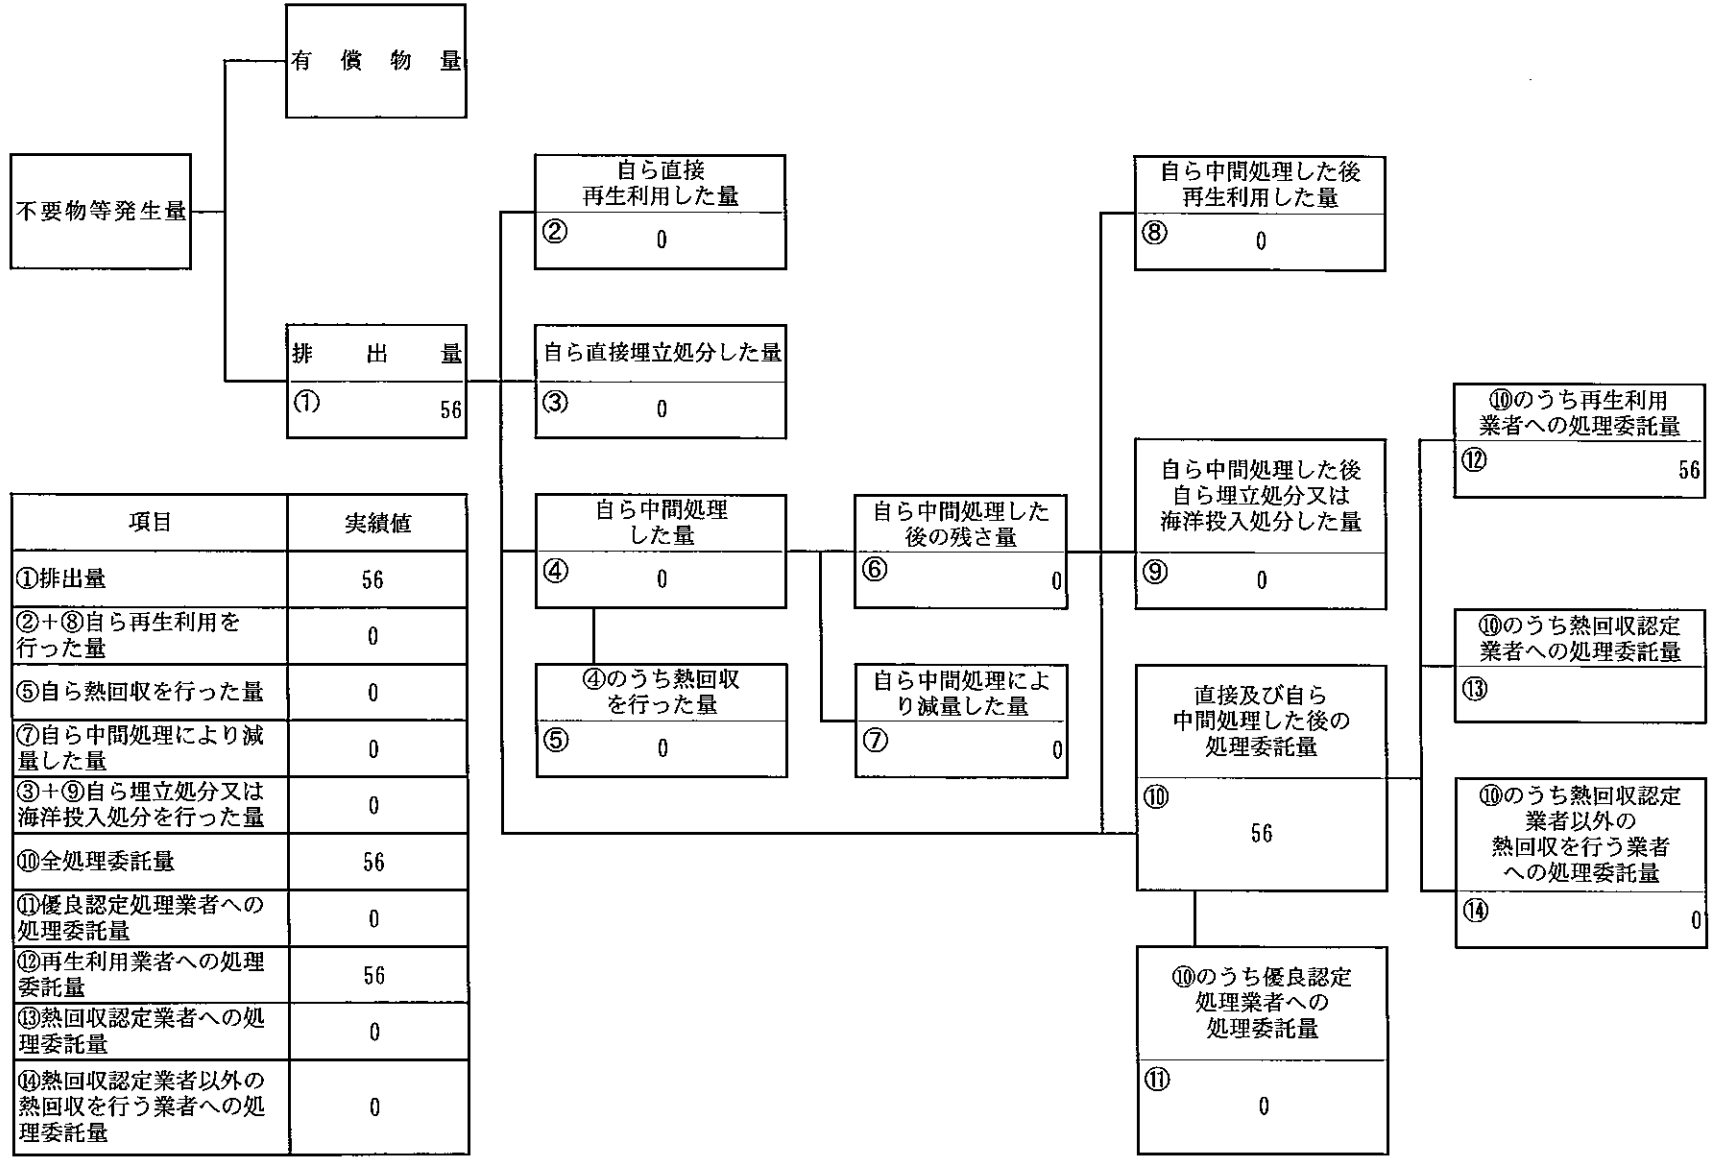 有償物量
不要物等発生量
排出量
①
56
自ら直接
再生利用した量
②
0
自ら直接埋立処分した量
③
0
自ら中間処理
した量
④
0
④のうち熱回収
を行った量
⑤
0
自ら中間処理した
後の残さ量
⑥
0
自ら中間処理によ
り減量した量
⑦
0
自ら中間処理した後
再生利用した量
⑧
0
自ら中間処理した後
自ら埋立処分又は
海洋投入処分した量
⑨
0
直接及び自ら
中間処理した後の
処理委託量
⑩
56
⑩のうち優良認定
処理業者への
処理委託量
⑪
0
⑩のうち再生利用
業者への処理委託量
⑫
56
⑩のうち熱回収認定
業者への処理委託量
⑬
⑩のうち熱回収認定
業者以外の
熱回収を行う業者
への処理委託量
⑭
0
項目 実績値
①排出量 56
②+⑧自ら再生利用を
行った量 0
⑤自ら熱回収を行った量 0
⑦自ら中間処理により減
量した量 0
③+⑨自ら埋立処分又は
海洋投入処分を行った量 0
⑩全処理委託量 56
⑪優良認定処理業者への
処理委託量 0
⑫再生利用業者への処理
委託量 56
⑬熱回収認定業者への処
理委託量 0
⑭熱回収認定業者以外の
熱回収を行う業者への処
理委託量 0